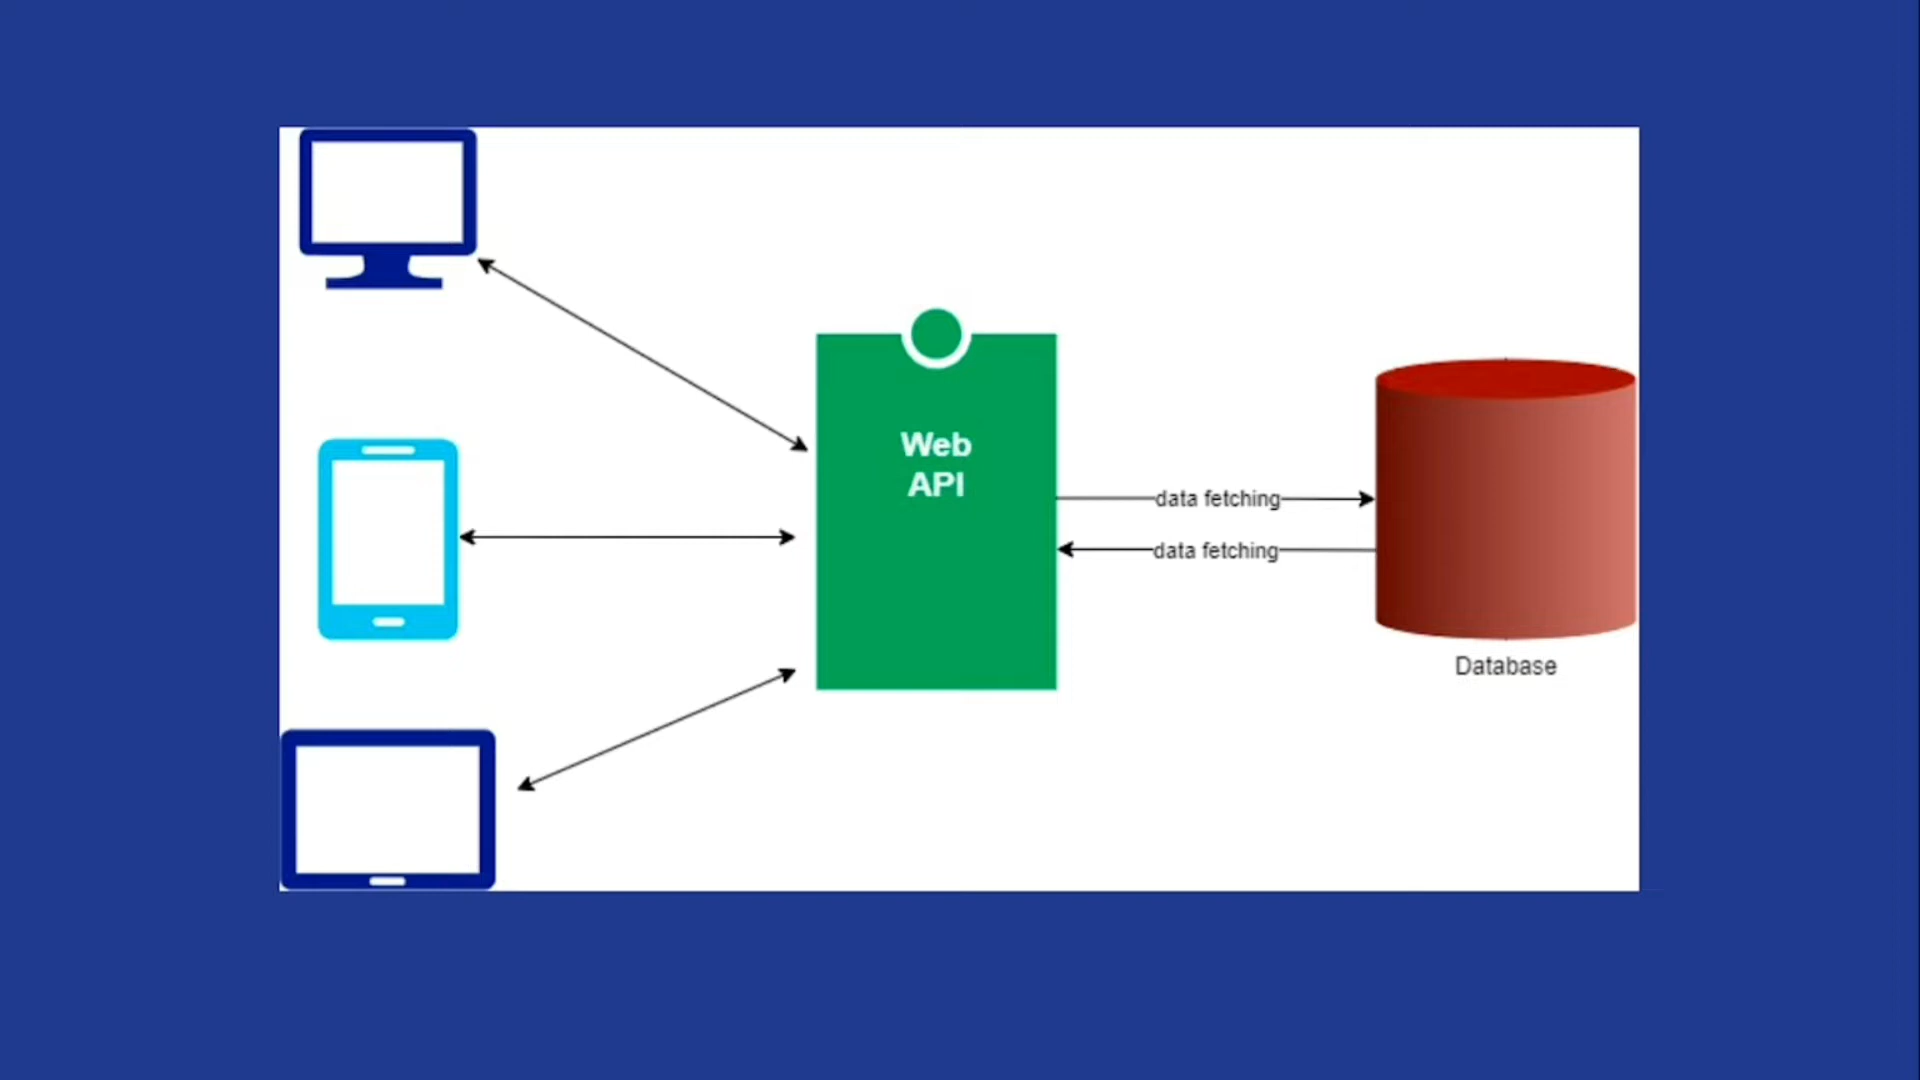 Web
API
data fetching
data fetching
Database